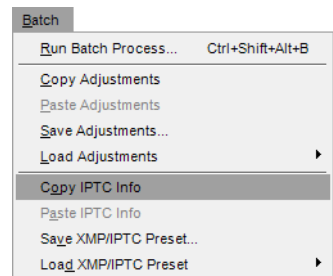 Batch
Run Batch Process... Ctrl+Shift+Alt+B
Copy Adjustments
Paste Adjustments
Save Adjustments...
Load Adjustments
Copy IPTC Info
Paste IPTC Info
Save XMP/IPTC Preset...
Load XMP/IPTC Preset